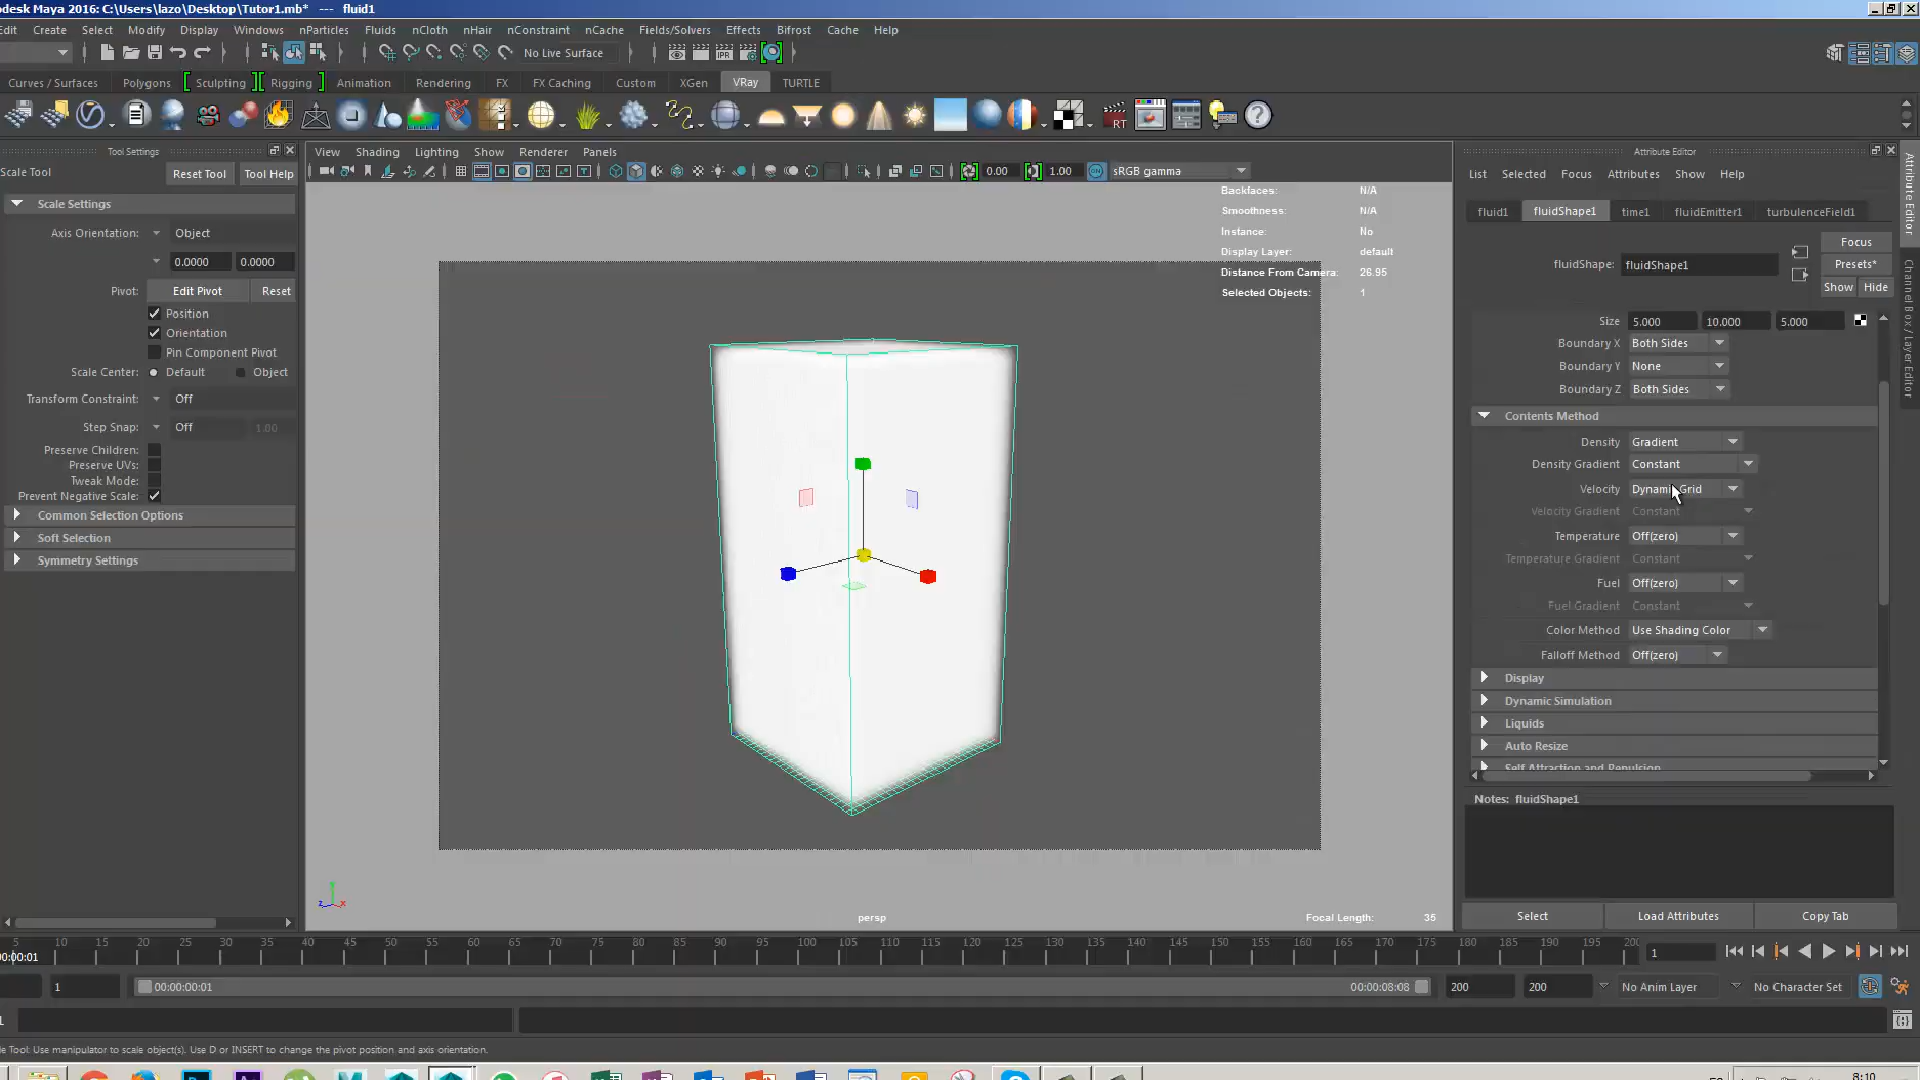 odesk Maya 2016: C:\Users\lazo\Desktop\Tutor1.mb*   ---   fluid1
Edit Create Select Modify Display Windows nParticles Fluids nCloth nHair nConstraint nCache Fields/Solvers Effects Bifrost Cache Help
No Live Surface
Curves / Surfaces Polygons Sculpting Rigging Animation Rendering FX FX Caching Custom XGen VRay TURTLE
RT
Tool Settings
Scale Tool Reset Tool Tool Help
Scale Settings
Axis Orientation: Object
0.0000 0.0000
Pivot: Edit Pivot Reset
Position
Orientation
Pin Component Pivot
Scale Center: Default Object
Transform Constraint: Off
Step Snap: Off 1.00
Preserve Children:
Preserve UVs:
Tweak Mode:
Prevent Negative Scale:
Common Selection Options
Soft Selection
Symmetry Settings
View Shading Lighting Show Renderer Panels
0.00 1.00 sRGB gamma
Backfaces: N/A
Smoothness: N/A
Instance: No
Display Layer: default
Distance From Camera: 26.95
Selected Objects: 1
persp
Focal Length: 35
Attribute Editor
List Selected Focus Attributes Show Help
fluid1 fluidShape1 time1 fluidEmitter1 turbulenceField1
Focus
fluidShape: fluidShape1 Presets*
Show Hide
Size 5.000 10.000 5.000
Boundary X Both Sides
Boundary Y None
Boundary Z Both Sides
Contents Method
Density Gradient
Density Gradient Constant
Velocity Dynamic Grid
Velocity Gradient Constant
Temperature Off(zero)
Temperature Gradient Constant
Fuel Off(zero)
Fuel Gradient Constant
Color Method Use Shading Color
Falloff Method Off(zero)
Display
Dynamic Simulation
Liquids
Auto Resize
Self Attraction and Repulsion
Notes: fluidShape1
Select Load Attributes Copy Tab
Attribute Editor
Channel Box / Layer Editor
5 10 15 20 25 30 35 40 45 50 55 60 65 70 75 80 85 90 95 100 105 110 115 120 125 130 135 140 145 150 155 160 165 170 175 180 185 190 195 200
00:00:01 1
1 00:00:00:01 00:00:08:08 200 200 No Anim Layer No Character Set
le Tool: Use manipulator to scale object(s). Use D or INSERT to change the pivot position and axis orientation.
8:10